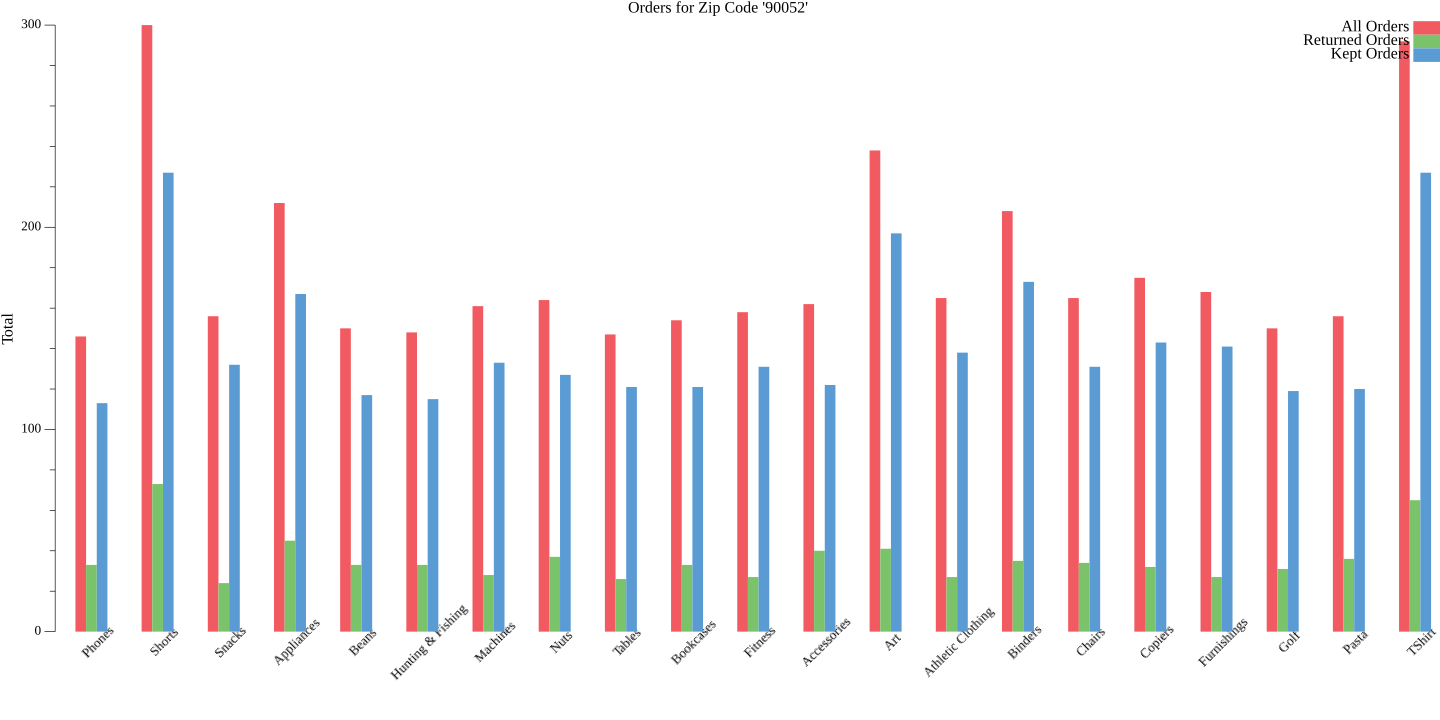 Orders for Zip Code '90052'
All Orders
Returned Orders
Kept Orders
300
200
100
0
Total
Phones
Shorts
Snacks
Appliances
Beans
Hunting & Fishing
Machines
Nuts
Tables
Bookcases
Fitness
Accessories
Art
Athletic Clothing
Binders
Chairs
Copiers
Furnishings
Golf
Pasta
TShirt